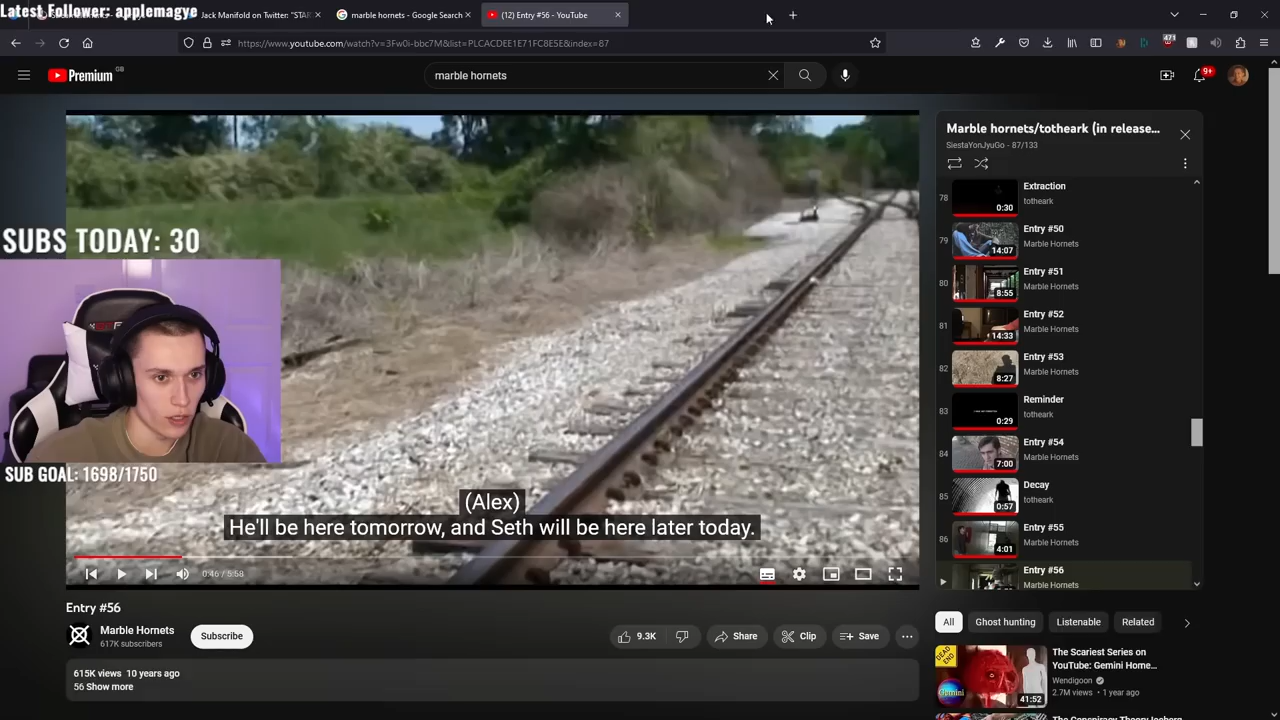 Latest Follower: applemagye
Jack Manifold on Twitter: "STAR
marble hornets - Google Search
(12) Entry #56 - YouTube
https://www.youtube.com/watch?v=3Fw0i-bbc7M&list=PLCACDEE1E71FC8E5E&index=87
471
Premium GB
marble hornets
9+
SUBS TODAY: 30
SUB GOAL: 1698/1750
(Alex)
He'll be here tomorrow, and Seth will be here later today.
0:46 / 5:58
Entry #56
Marble Hornets
617K subscribers
Subscribe
9.3K
Share
Clip
Save
615K views 10 years ago
56 Show more
Marble hornets/totheark (in release...
SiestaYonJyuGo - 87/133
78
0:30
Extraction
totheark
79
14:07
Entry #50
Marble Hornets
80
8:55
Entry #51
Marble Hornets
81
14:33
Entry #52
Marble Hornets
82
8:27
Entry #53
Marble Hornets
83
0:29
Reminder
totheark
84
7:00
Entry #54
Marble Hornets
85
0:57
Decay
totheark
86
4:01
Entry #55
Marble Hornets
Entry #56
Marble Hornets
All
Ghost hunting
Listenable
Related
DEAD END
Gemini
41:52
The Scariest Series on
YouTube: Gemini Home...
Wendigoon
2.7M views • 1 year ago